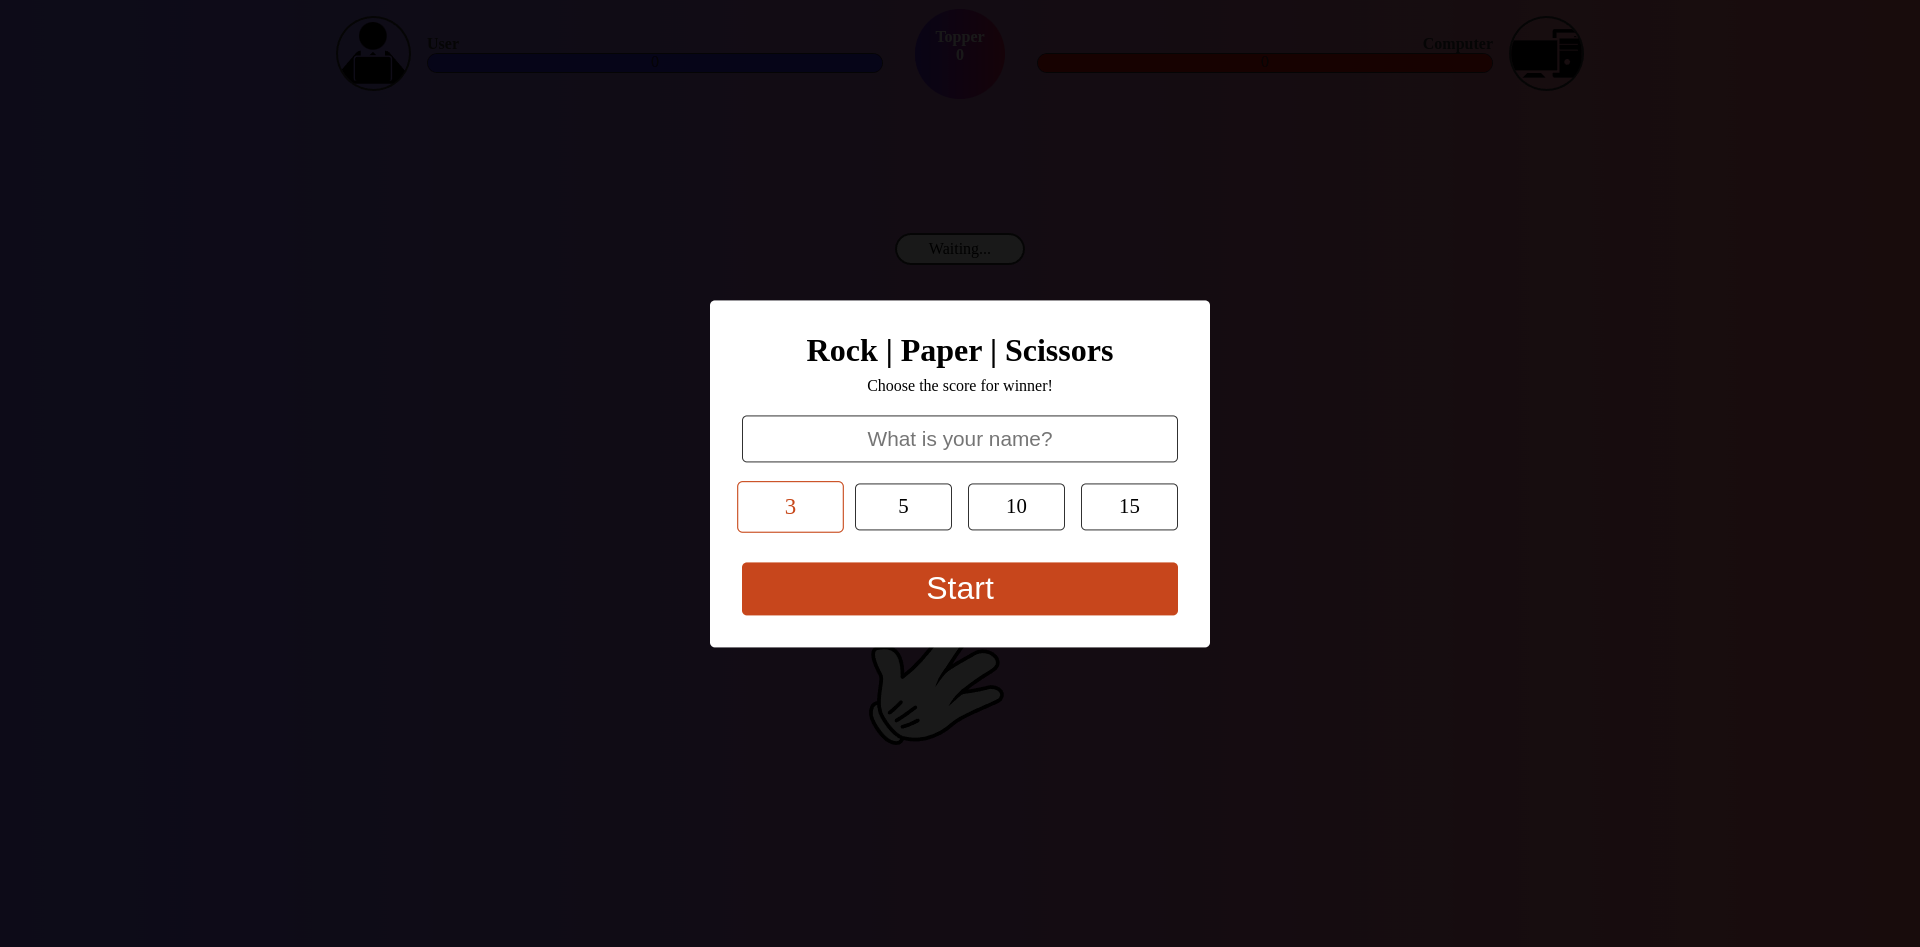 User
Topper
0
Computer
Waiting...
Rock | Paper | Scissors
Choose the score for winner!
What is your name?
3
5
10
15
Start